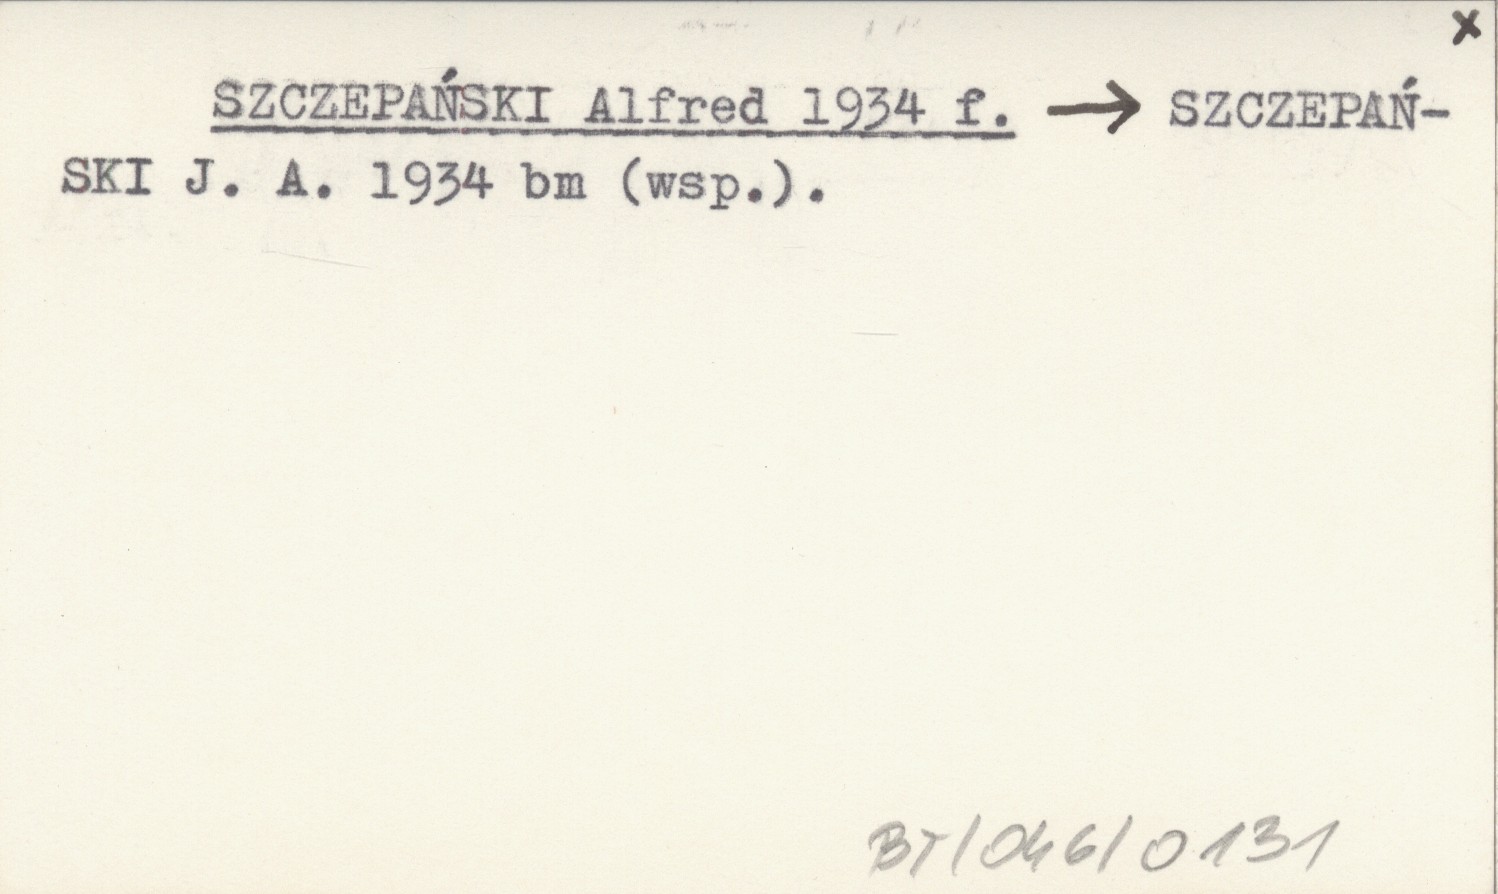 x
SZCZEPAŃSKI Alfred 1934 f. → SZCZEPAŃ-
SKI J. A. 1934 bm (wsp.).
BT/046/0131